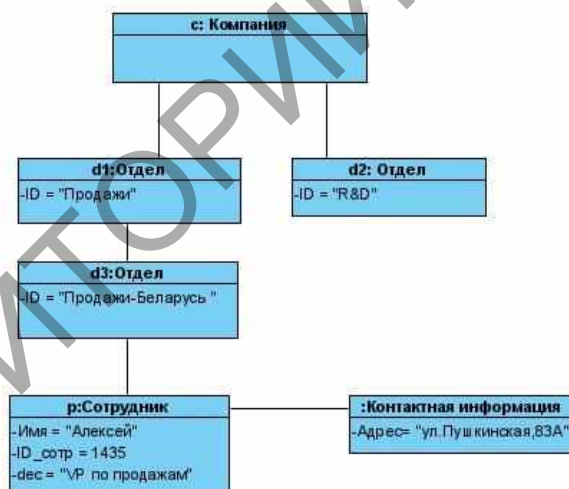 c: Компания
d1:Отдел
-ID = "Продажи"
d2: Отдел
-ID = "R&D"
d3:Отдел
-ID = "Продажи-Беларусь "
p:Сотрудник
-Имя = "Алексей"
-ID_сотр = 1435
-dec = "VP по продажам"
:Контактная информация
-Адрес= "ул.Пушкинская,83А"